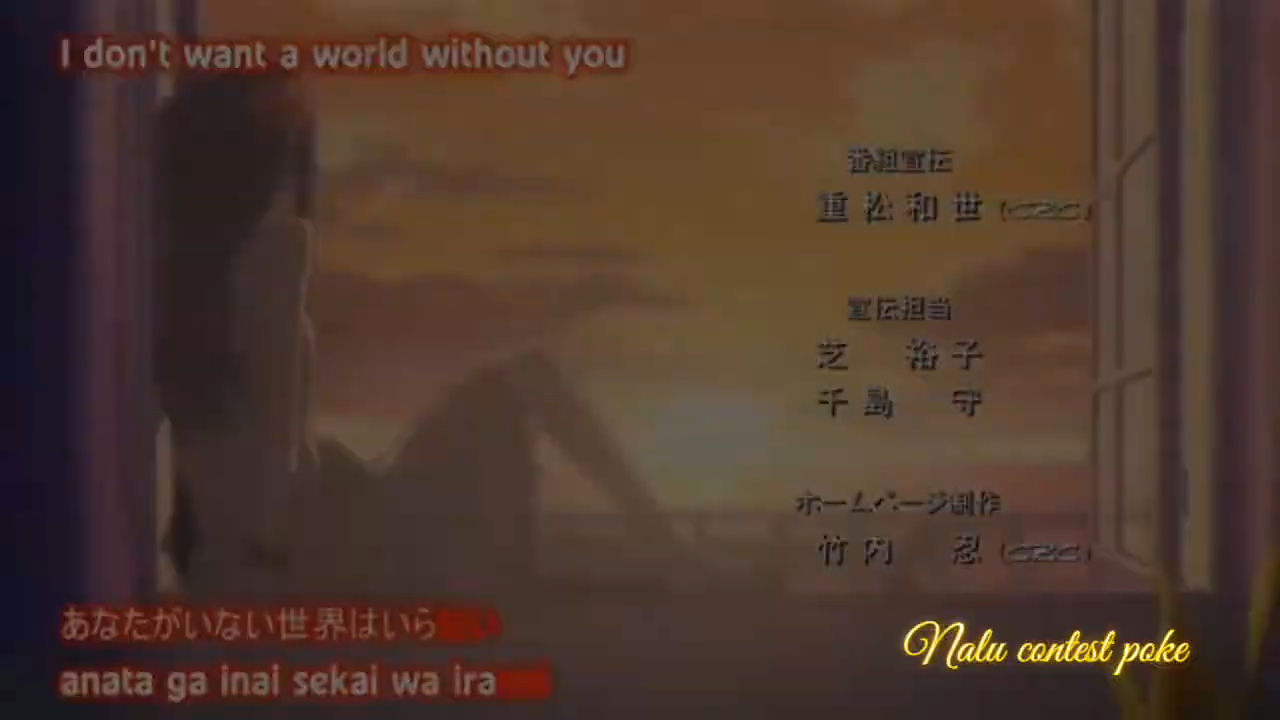 I don't want a world without you
番組宣伝
重松和世
宣伝担当
芝 裕子
千島 守
ホームページ制作
竹内 忍
あなたがいない世界はいら
anata ga inai sekai wa ira
Nalu contest poke